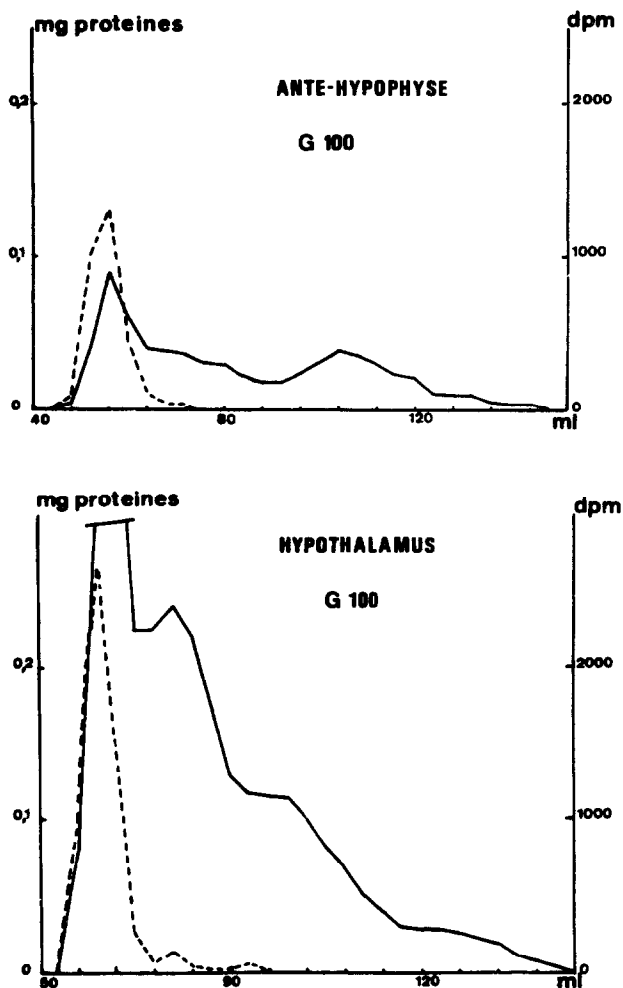 mg proteines dpm
ANTE-HYPOPHYSE
G 100
0,2 2000
0,1 1000
0 0
40 80 120 ml
mg proteines dpm
HYPOTHALAMUS
G 100
0,2 2000
0,1 1000
0 0
60 90 120 ml